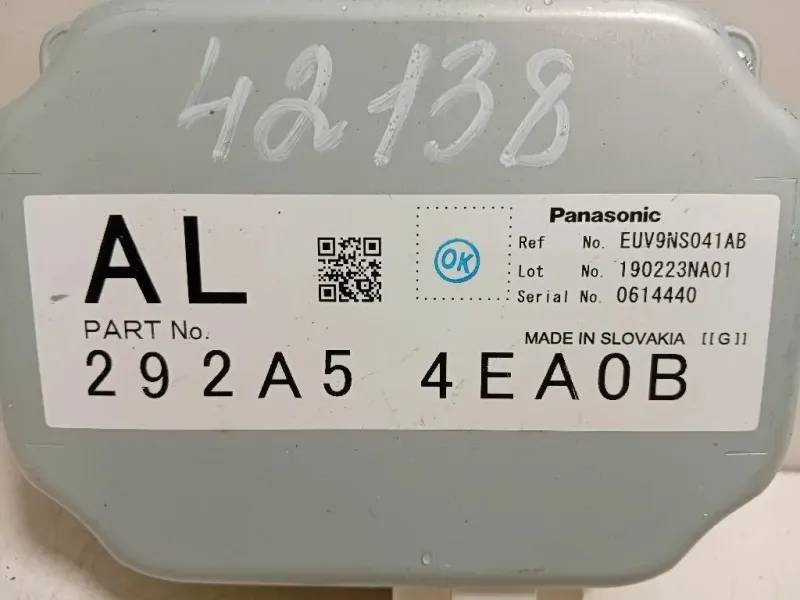 42138
AL
OK
Panasonic
Ref No. EUV9NS041AB
Lot No. 190223NA01
Serial No. 0614440
PART No.
MADE IN SLOVAKIA [[G]]
292A5 4EA0B